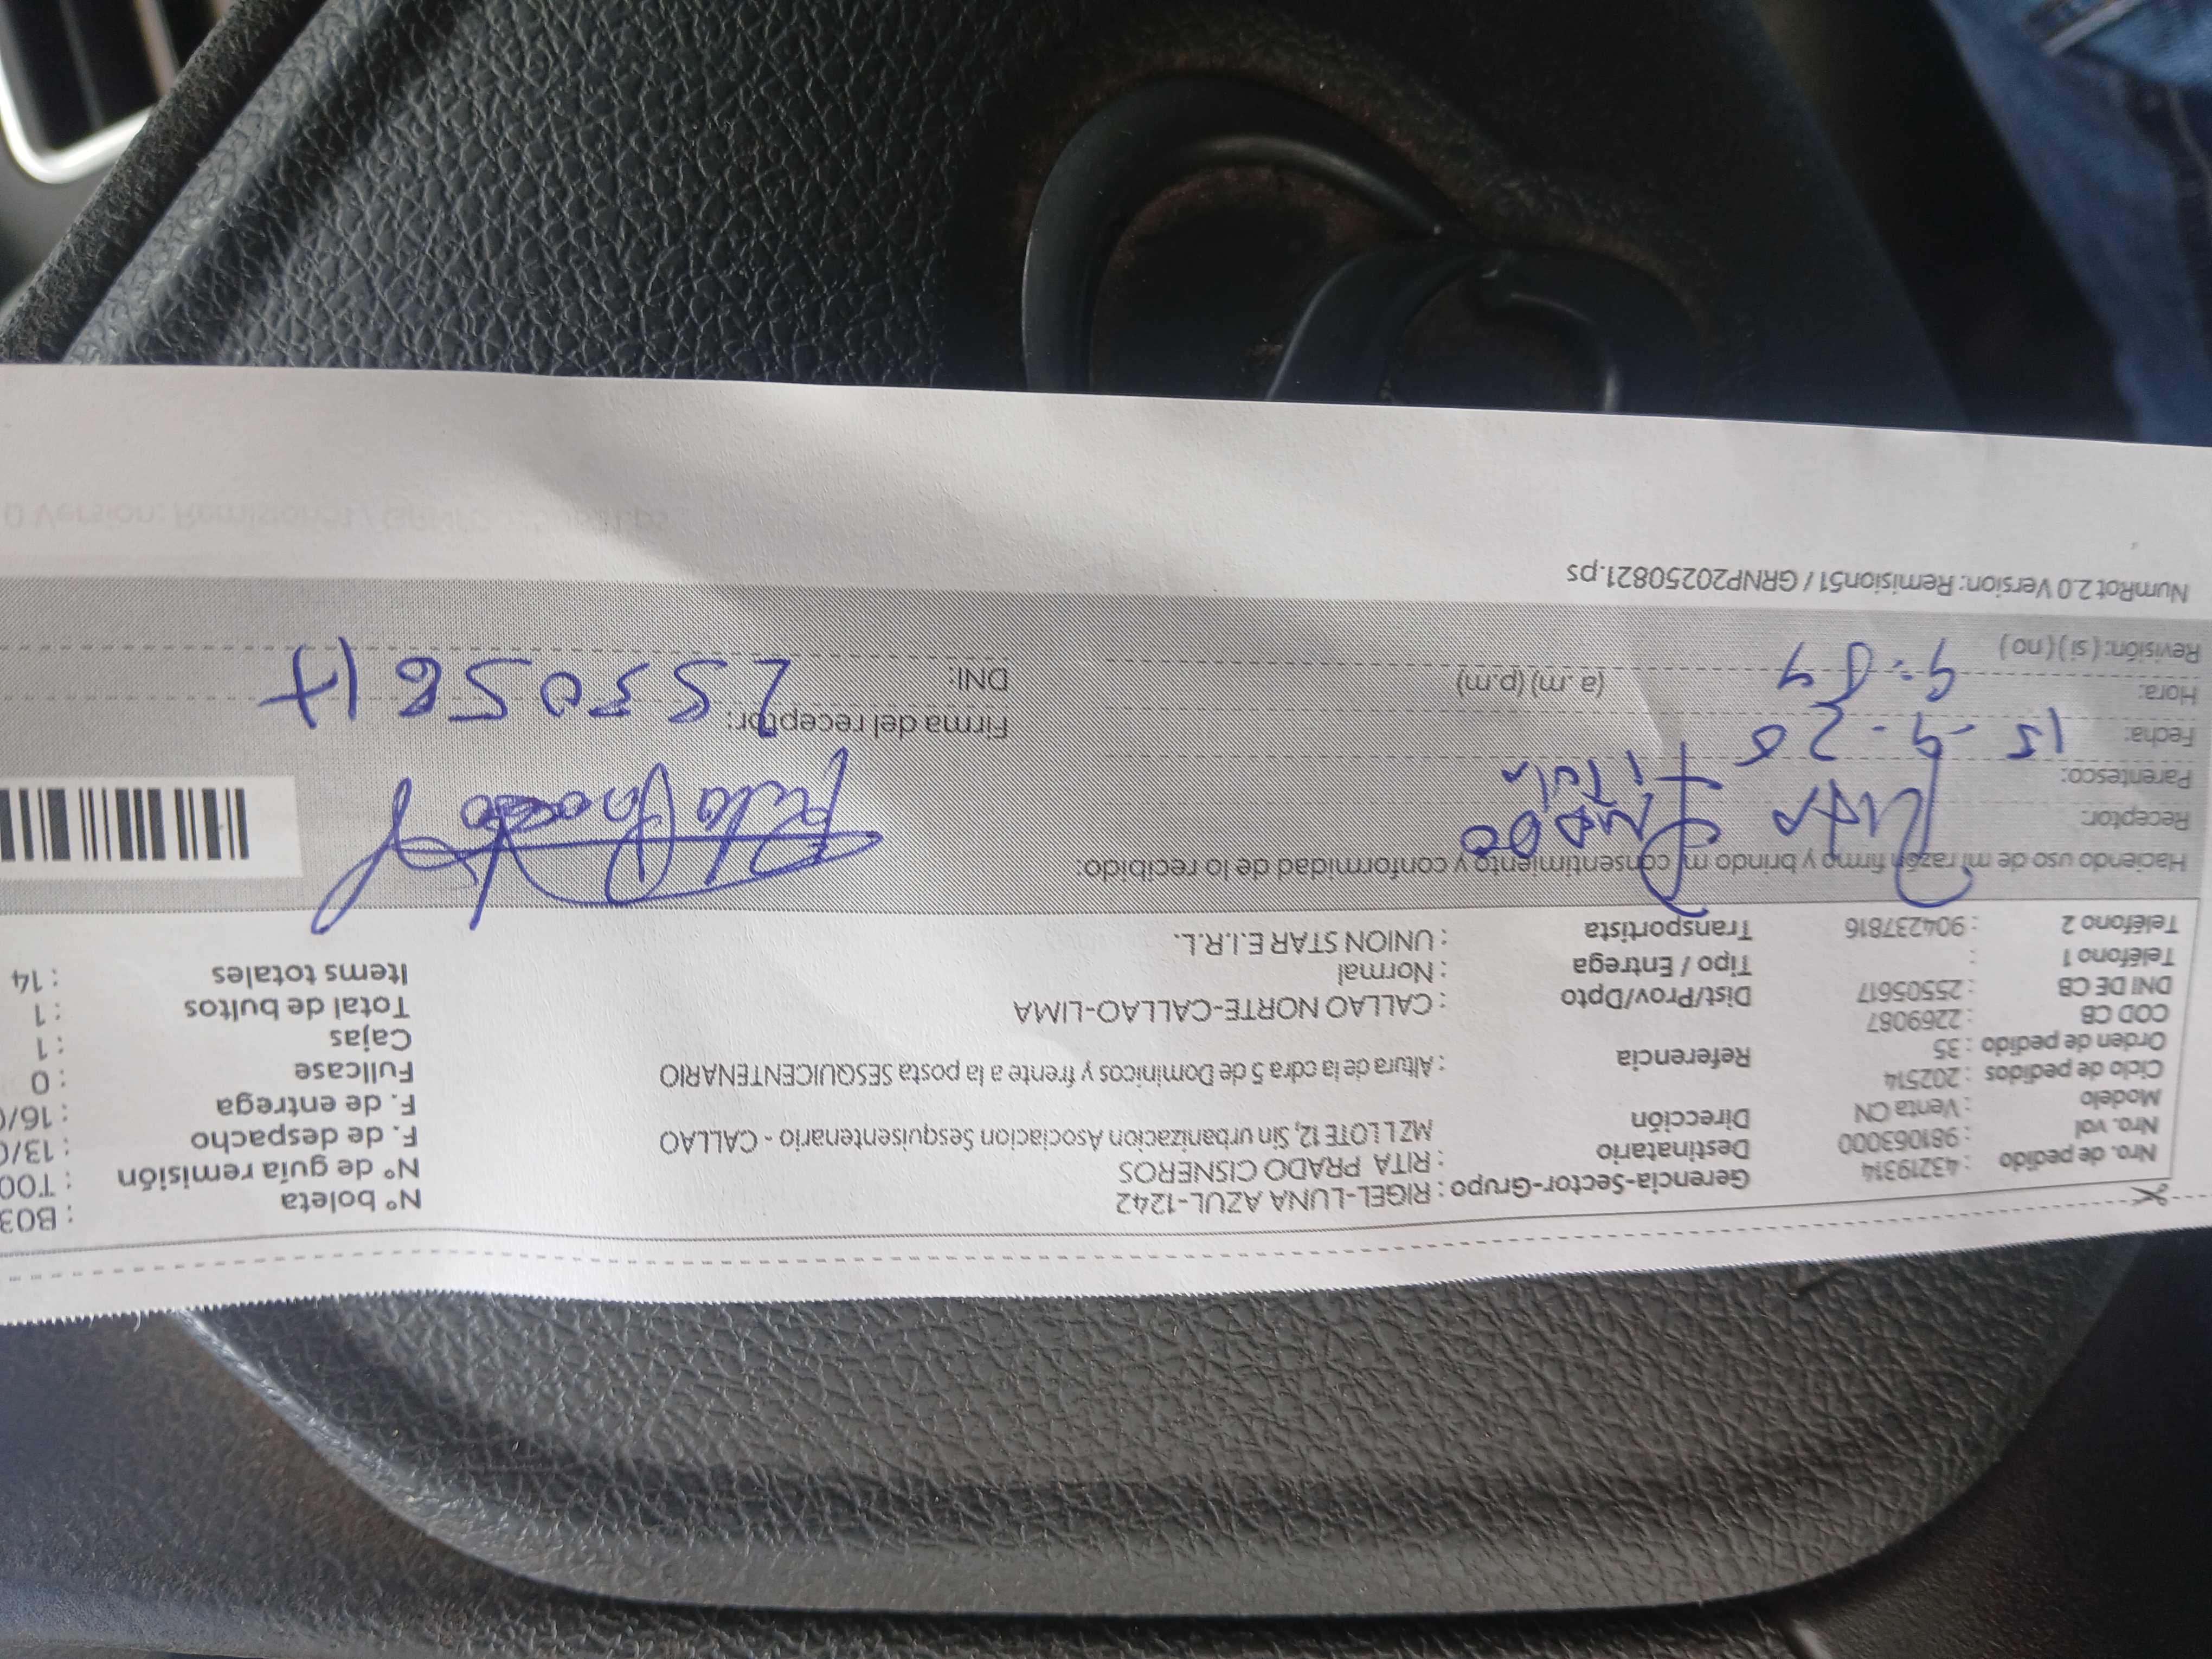 Gerencia-Sector-Grupo : RIGEL-LUNA AZUL-1242
Nro. de pedido : 43219314
Nro. val : 981063000
Modelo : Venta CN
Ciclo de pedidos : 202514
Orden de pedido : 35
COD CB : 2269087
DNI DE CB : 25505617
Teléfono 1 :
Teléfono 2 : 904237816
Destinatario : RITA PRADO CISNEROS
Dirección MZ L LOTE 12, Sin urbanización Asociacion Sesquisentenario - CALLAO
Referencia : Altura de la cdra 5 de Dominicos y frente a la posta SESQUICENTENARIO
Dist/Prov/Dpto : CALLAO NORTE-CALLAO-LIMA
Tipo / Entrega : Normal
Transportista : UNION STAR E.I.R.L.
N° boleta : B03
N° de guía remisión : T00
F. de despacho : 13/0
F. de entrega : 16/0
Fullcase : 0
Cajas : 1
Total de bultos : 1
Items totales : 14
Haciendo uso de mi razón firmo y brindo mi consentimiento y conformidad de lo recibido.
Receptor: Rita Prado
Parentesco:
Fecha: 15-9-25
Hora: (a.m) (p.m)
Revisión: ( si ) ( no )
Rita Prado
Firma del receptor:
DNI:
NumRot 2.0 Version: Remision51 / GRNP20250821.ps